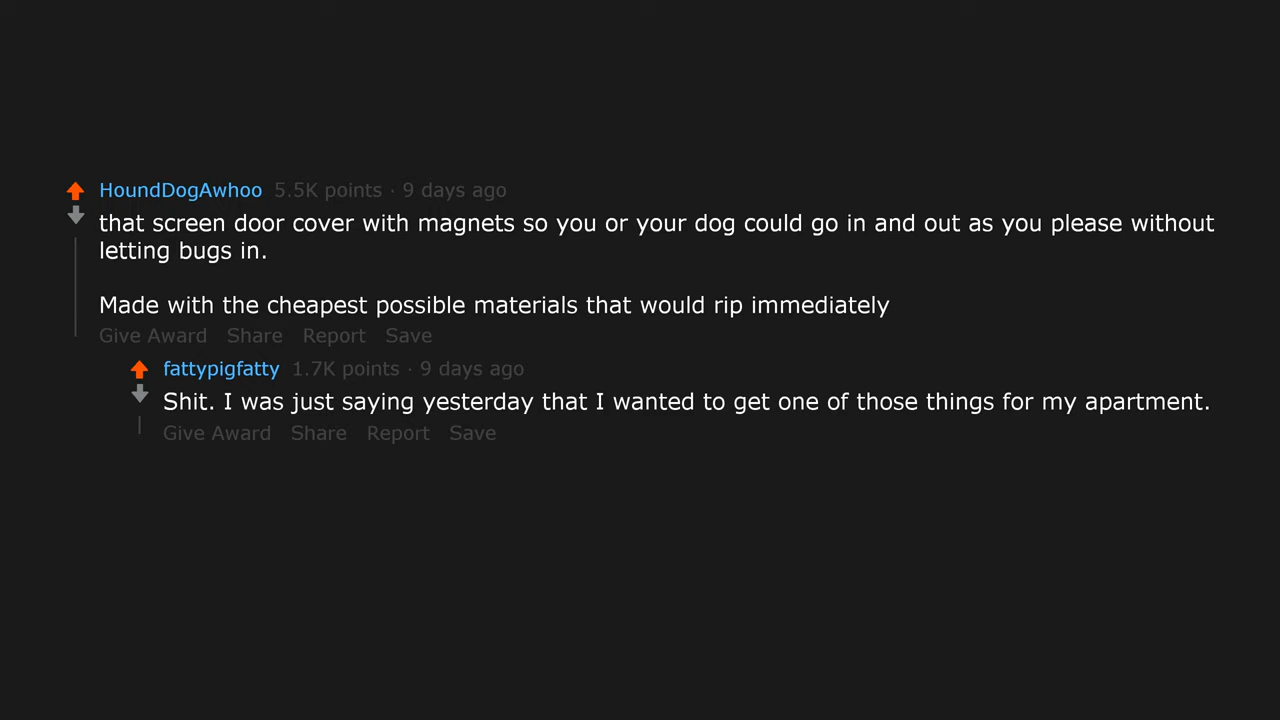 HoundDogAwhoo 5.5K points · 9 days ago
that screen door cover with magnets so you or your dog could go in and out as you please without
letting bugs in.
Made with the cheapest possible materials that would rip immediately
Give Award Share Report Save
fattypigfatty 1.7K points · 9 days ago
Shit. I was just saying yesterday that I wanted to get one of those things for my apartment.
Give Award Share Report Save